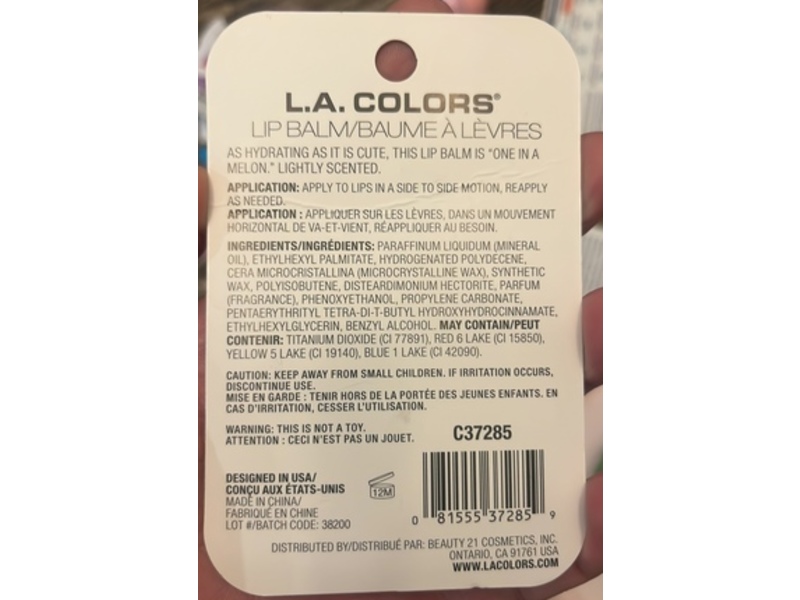 L.A. COLORS®
LIP BALM/BAUME À LÈVRES
AS HYDRATING AS IT IS CUTE, THIS LIP BALM IS "ONE IN A
MELON." LIGHTLY SCENTED.
APPLICATION: APPLY TO LIPS IN A SIDE TO SIDE MOTION, REAPPLY
AS NEEDED.
APPLICATION : APPLIQUER SUR LES LÈVRES, DANS UN MOUVEMENT
HORIZONTAL DE VA-ET-VIENT, RÉAPPLIQUER AU BESOIN.
INGREDIENTS/INGRÉDIENTS: PARAFFINUM LIQUIDUM (MINERAL
OIL), ETHYLHEXYL PALMITATE, HYDROGENATED POLYDECENE,
CERA MICROCRISTALLINA (MICROCRYSTALLINE WAX), SYNTHETIC
WAX, POLYISOBUTENE, DISTEARDIMONIUM HECTORITE, PARFUM
(FRAGRANCE), PHENOXYETHANOL, PROPYLENE CARBONATE,
PENTAERYTHRITYL TETRA-DI-T-BUTYL HYDROXYHYDROCINNAMATE,
ETHYLHEXYLGLYCERIN, BENZYL ALCOHOL. MAY CONTAIN/PEUT
CONTENIR: TITANIUM DIOXIDE (CI 77891), RED 6 LAKE (CI 15850),
YELLOW 5 LAKE (CI 19140), BLUE 1 LAKE (CI 42090).
CAUTION: KEEP AWAY FROM SMALL CHILDREN. IF IRRITATION OCCURS,
DISCONTINUE USE.
MISE EN GARDE : TENIR HORS DE LA PORTÉE DES JEUNES ENFANTS. EN
CAS D'IRRITATION, CESSER L'UTILISATION.
WARNING: THIS IS NOT A TOY.
ATTENTION : CECI N'EST PAS UN JOUET.
C37285
DESIGNED IN USA/
CONÇU AUX ÉTATS-UNIS
MADE IN CHINA/
FABRIQUÉ EN CHINE
LOT #/BATCH CODE: 38200
12M
0 81555 37285 9
DISTRIBUTED BY/DISTRIBUÉ PAR: BEAUTY 21 COSMETICS, INC.
ONTARIO, CA 91761 USA
WWW.LACOLORS.COM